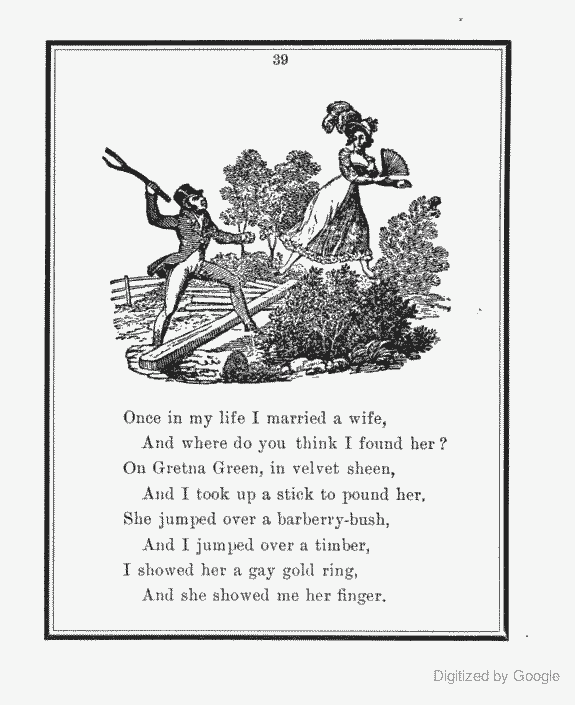 39
Once in my life I married a wife,
And where do you think I found her?
On Gretna Green, in velvet sheen,
And I took up a stick to pound her.
She jumped over a barberry-bush,
And I jumped over a timber,
I showed her a gay gold ring,
And she showed me her finger.
Digitized by Google